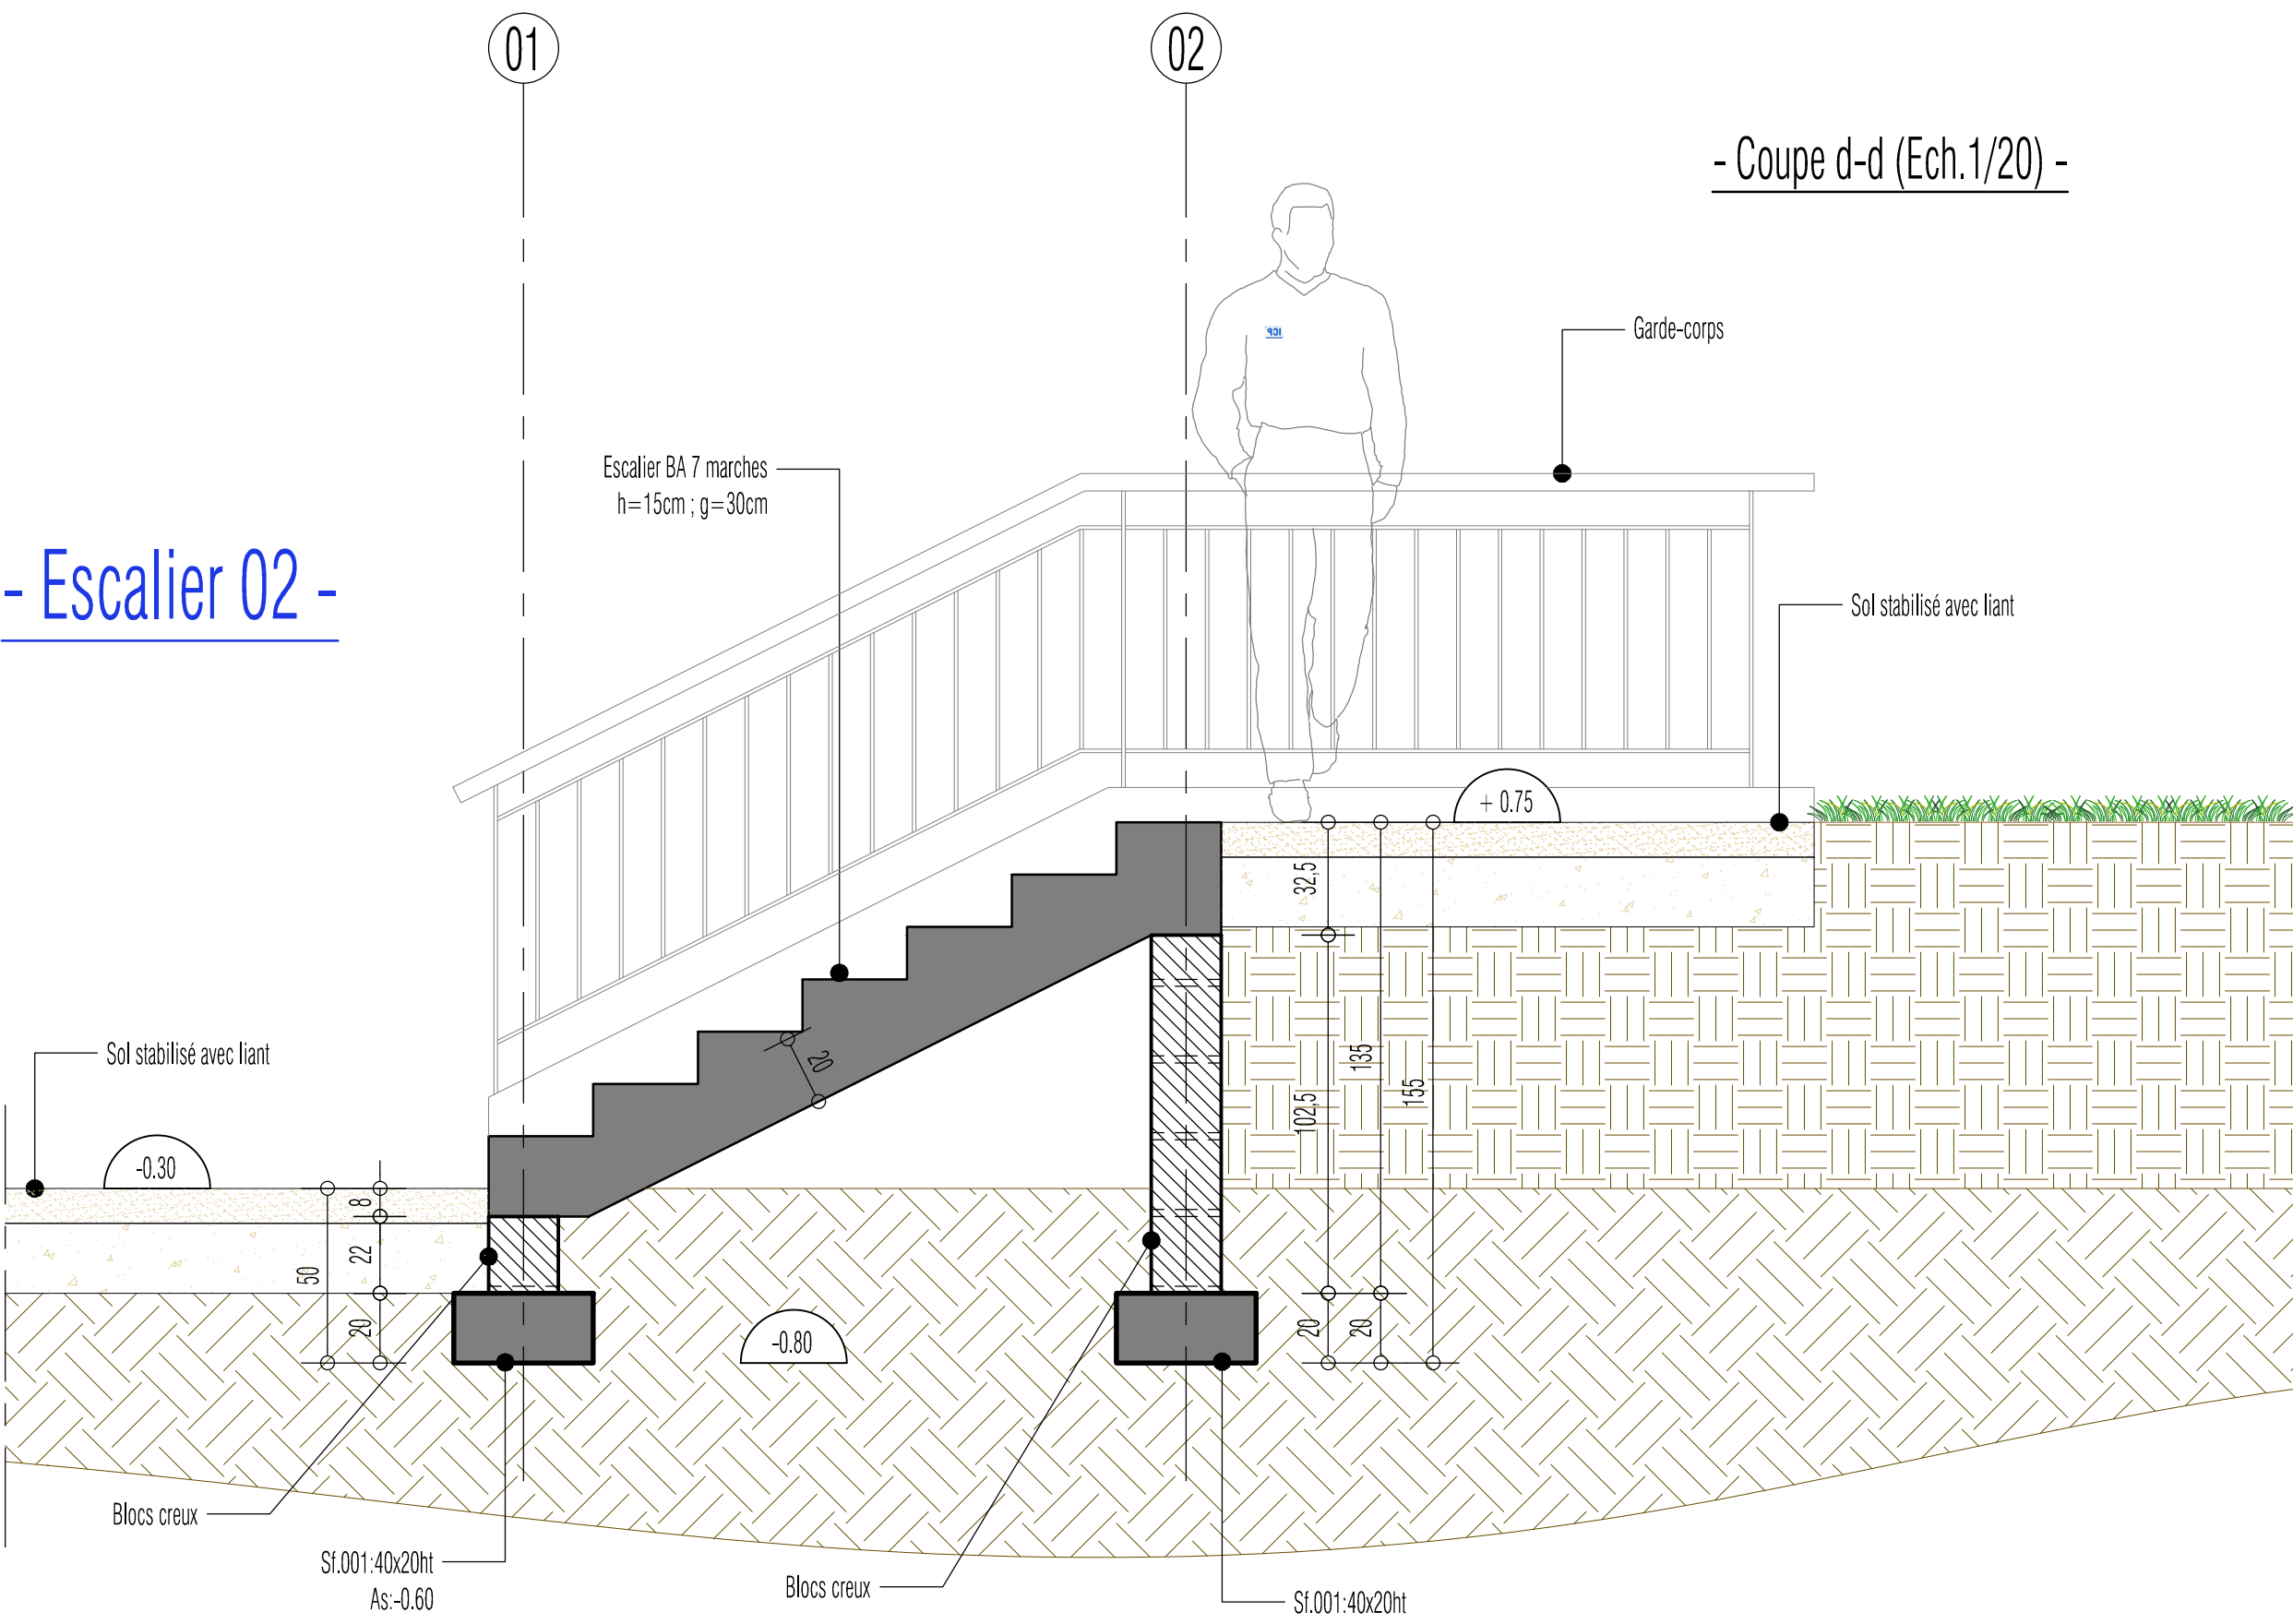 01
02
- Coupe d-d (Ech.1/20) -
ICP
Garde-corps
Escalier BA 7 marches
h=15cm ; g=30cm
- Escalier 02 -
Sol stabilisé avec liant
+ 0.75
32,5
Sol stabilisé avec liant
20
135
155
102,5
-0.30
8
22
50
20
-0.80
20
20
Blocs creux
Sf.001:40x20ht
As:-0.60
Blocs creux
Sf.001:40x20ht